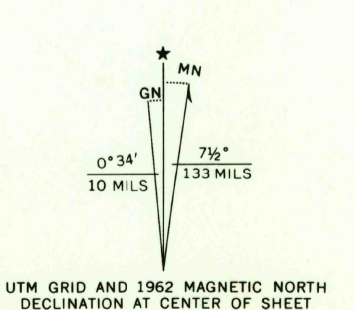 ★
MN
GN
0°34′
10 MILS
7½°
133 MILS
UTM GRID AND 1962 MAGNETIC NORTH
DECLINATION AT CENTER OF SHEET